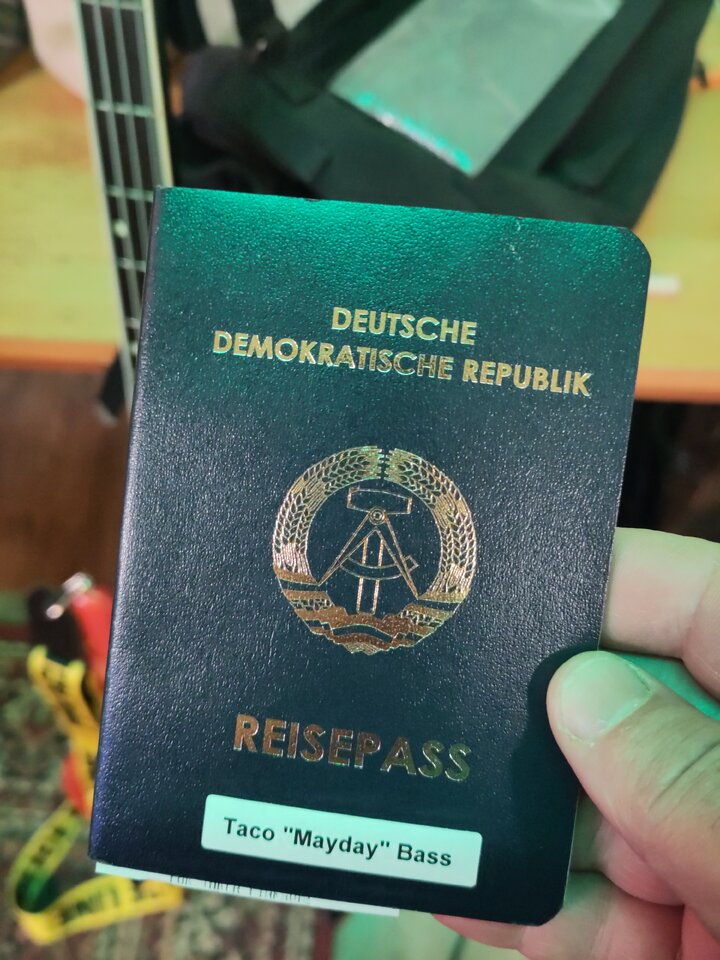 DEUTSCHE
DEMOKRATISCHE REPUBLIK
REISEPASS
Taco "Mayday" Bass